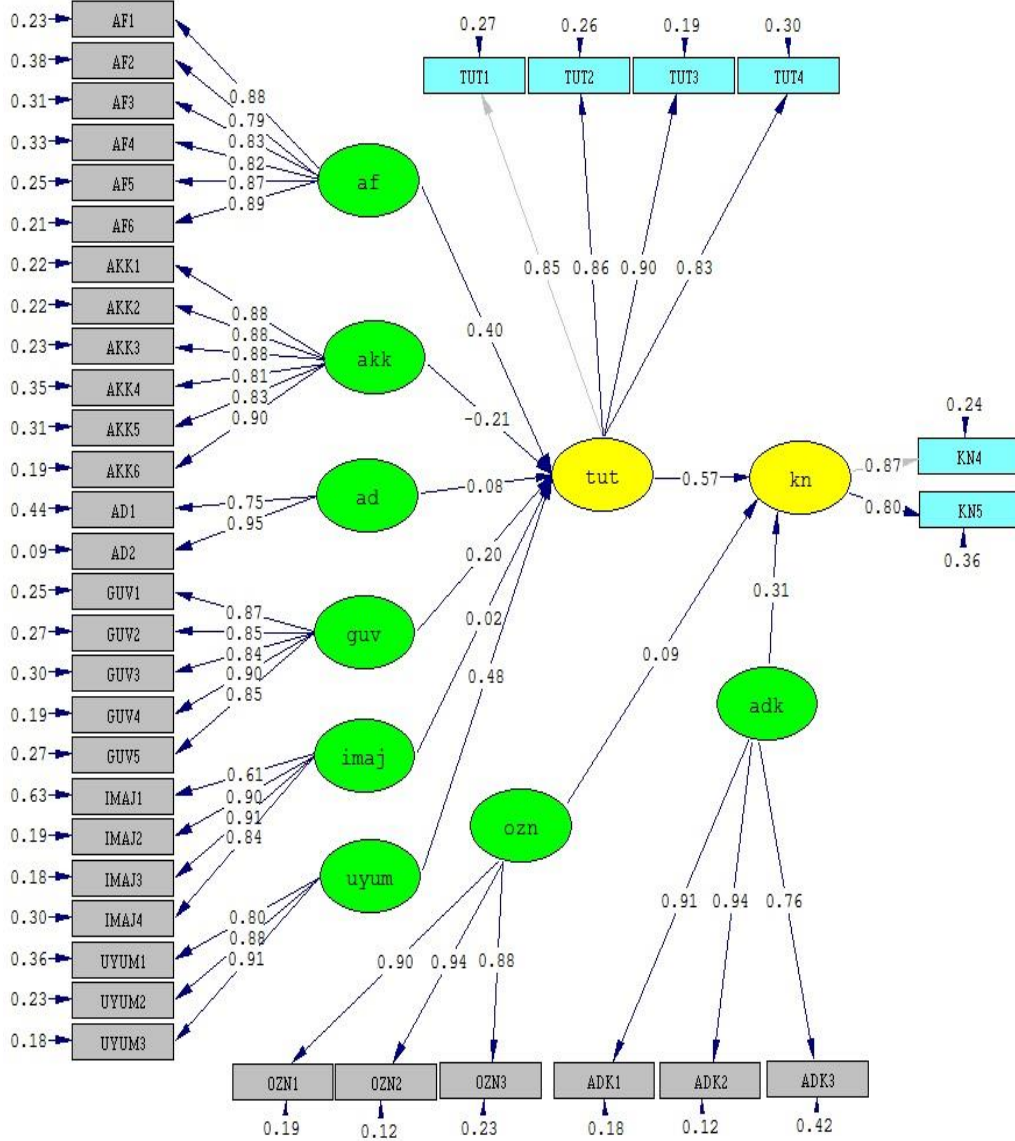 0.23 AF1
0.38 AF2
0.31 AF3
0.33 AF4
0.25 AF5
0.21 AF6
0.22 AKK1
0.22 AKK2
0.23 AKK3
0.35 AKK4
0.31 AKK5
0.19 AKK6
0.44 AD1
0.09 AD2
0.25 GUV1
0.27 GUV2
0.30 GUV3
0.19 GUV4
0.27 GUV5
0.63 IMAJ1
0.19 IMAJ2
0.18 IMAJ3
0.30 IMAJ4
0.36 UYUM1
0.23 UYUM2
0.18 UYUM3
0.88
0.79
0.83
0.82
0.87
0.89
0.88
0.88
0.88
0.81
0.83
0.90
0.75
0.95
0.87
0.85
0.84
0.90
0.85
0.61
0.90
0.91
0.84
0.80
0.88
0.91
af
akk
ad
guv
imaj
uyum
0.40
-0.21
0.08
0.20
0.02
0.48
0.27 0.26 0.19 0.30
TUT1 TUT2 TUT3 TUT4
0.85 0.86 0.90 0.83
tut 0.57 kn
0.24
0.87 KN4
0.80 KN5
0.36
0.31
0.09
adk
ozn
0.91 0.94 0.76
0.90 0.94 0.88
OZN1 OZN2 OZN3 ADK1 ADK2 ADK3
0.19 0.12 0.23 0.18 0.12 0.42